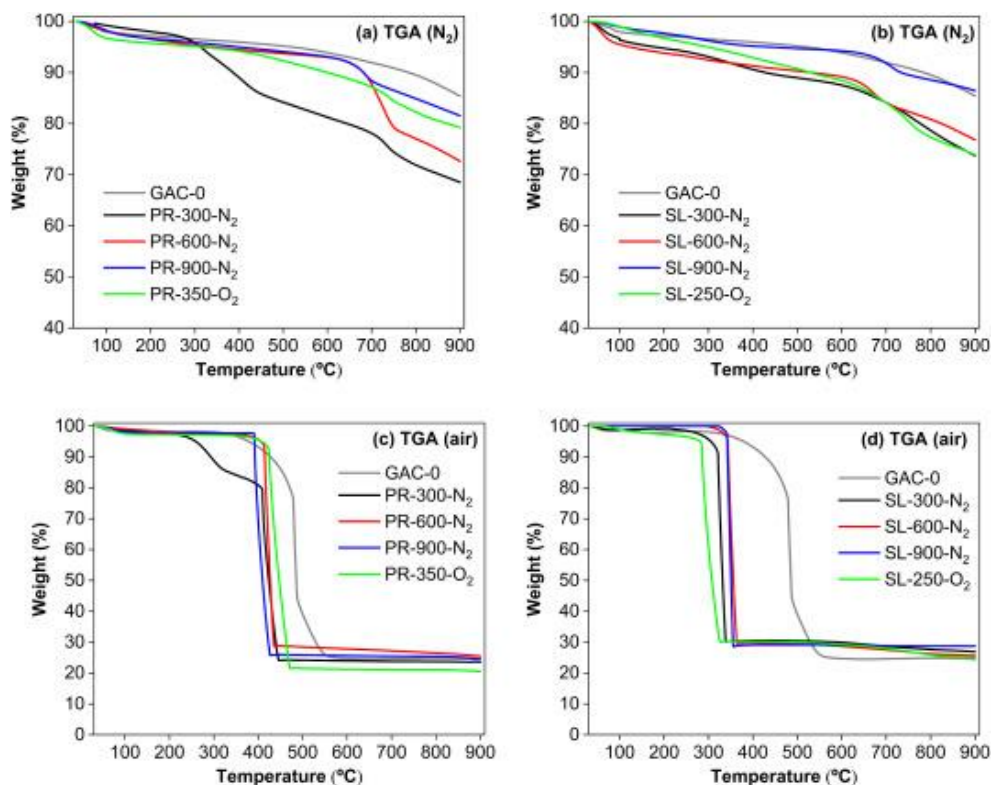 (a) TGA (N₂)
100
90
80
70
60
50
40
Weight (%)
GAC-0
PR-300-N₂
PR-600-N₂
PR-900-N₂
PR-350-O₂
100 200 300 400 500 600 700 800 900
Temperature (ºC)
(b) TGA (N₂)
100
90
80
70
60
50
40
Weight (%)
GAC-0
SL-300-N₂
SL-600-N₂
SL-900-N₂
SL-250-O₂
100 200 300 400 500 600 700 800 900
Temperature (ºC)
(c) TGA (air)
100
90
80
70
60
50
40
30
20
10
0
Weight (%)
GAC-0
PR-300-N₂
PR-600-N₂
PR-900-N₂
PR-350-O₂
100 200 300 400 500 600 700 800 900
Temperature (ºC)
(d) TGA (air)
100
90
80
70
60
50
40
30
20
10
0
Weight (%)
GAC-0
SL-300-N₂
SL-600-N₂
SL-900-N₂
SL-250-O₂
100 200 300 400 500 600 700 800 900
Temperature (ºC)